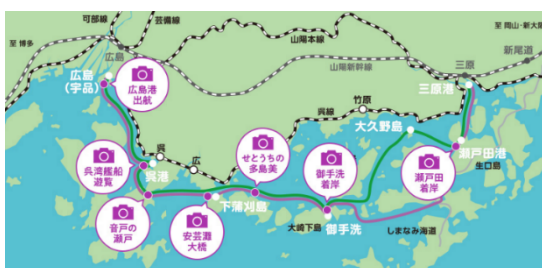 可部線
芸備線
至 博多
広島
山陽本線
山陽新幹線
至 岡山・新大阪
新尾道
三原
三原港
広島
(宇品)
広島港
出航
呉線
竹原
大久野島
呉
広
せとうちの
多島美
御手洗
着岸
瀬戸田
着岸
瀬戸田港
生口島
呉湾艦船
遊覧
呉港
音戸の
瀬戸
安芸灘
大橋
下蒲刈島
大崎下島
御手洗
しまなみ海道